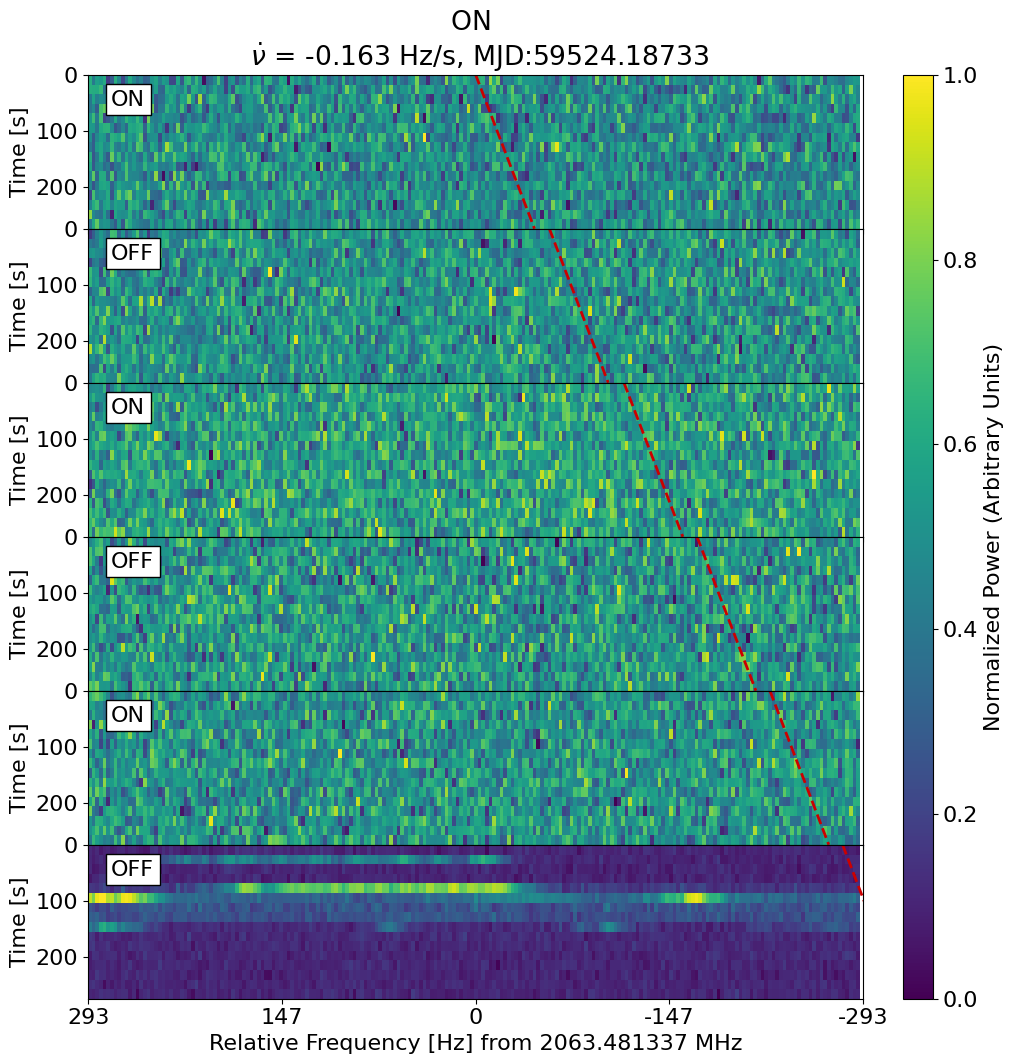 ON
ν̇ = -0.163 Hz/s, MJD:59524.18733
0
ON
100
200
Time [s]
0
OFF
100
200
Time [s]
0
ON
100
200
Time [s]
0
OFF
100
200
Time [s]
0
ON
100
200
Time [s]
0
OFF
100
200
Time [s]
293 147 0 -147 -293
Relative Frequency [Hz] from 2063.481337 MHz
1.0
0.8
0.6
0.4
0.2
0.0
Normalized Power (Arbitrary Units)